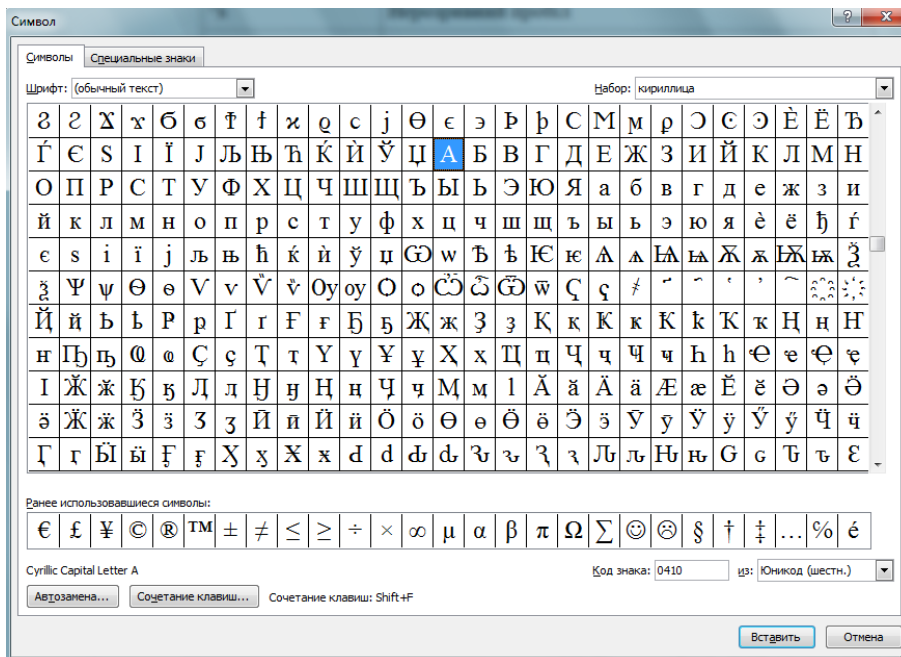 Символ
Символы Специальные знаки
Шрифт: (обычный текст) Набор: кириллица
Ϩ ϩ Ϫ ϫ Ϭ ϭ Ϯ ϯ ϰ ϱ ϲ ϳ ϴ ϵ э Ϸ ϸ Ϲ Ϻ ϻ ϼ Ͻ Ͼ Ͽ Ѐ Ё Ђ
Ѓ Є Ѕ І Ї Ј Љ Њ Ћ Ќ Ѝ Ў Џ А Б В Г Д Е Ж З И Й К Л М Н
О П Р С Т У Ф Х Ц Ч Ш Щ Ъ Ы Ь Э Ю Я а б в г д е ж з и
й к л м н о п р с т у ф х ц ч ш щ ъ ы ь э ю я ѐ ё ђ ѓ
є ѕ і ї ј љ њ ћ ќ ѝ ў џ Ѡ ѡ Ѣ ѣ Ѥ ѥ Ѧ ѧ Ѩ ѩ Ѫ ѫ Ѭ ѭ Ѯ
ѯ Ѱ ѱ Ѳ ѳ Ѵ ѵ Ѷ ѷ Ѹ ѹ Ѻ ѻ Ѽ ѽ Ѿ ѿ Ҁ ҁ ҂ ҃ ҄ ҅ ҆ ҇ ҈ ҉
Ҋ ҋ Ҍ ҍ Ҏ ҏ Ґ ґ Ғ ғ Ҕ ҕ Җ җ Ҙ ҙ Қ қ Ҝ ҝ Ҟ ҟ Ҡ ҡ Ң ң Ҥ
ҥ Ҧ ҧ Ҩ ҩ Ҫ ҫ Ҭ ҭ Ү ү Ұ ұ Ҳ ҳ Ҵ ҵ Ҷ ҷ Ҹ ҹ Һ һ Ҽ ҽ Ҿ ҿ
Ӏ Ӂ ӂ Ӄ ӄ Ӆ ӆ Ӈ ӈ Ӊ ӊ Ӌ ӌ Ӎ ӎ ӏ Ӑ ӑ Ӓ ӓ Ӕ ӕ Ӗ ӗ Ә ә Ӛ
ӛ Ӝ ӝ Ӟ ӟ Ӡ ӡ Ӣ ӣ Ӥ ӥ Ӧ ӧ Ө ө Ӫ ӫ Ӭ ӭ Ӯ ӯ Ӱ ӱ Ӳ ӳ Ӵ ӵ
Ӷ ӷ Ӹ ӹ Ӻ ӻ Ӽ ӽ Ӿ ӿ Ԁ ԁ Ԃ ԃ Ԅ ԅ Ԇ ԇ Ԉ ԉ Ԋ ԋ Ԍ ԍ Ԏ ԏ Ԑ
Ранее использовавшиеся символы:
€ £ ¥ © ® ™ ± ≠ ≤ ≥ ÷ × ∞ µ α β π Ω ∑ ☺ ☹ § † ‡ … ℅ é
Cyrillic Capital Letter A Код знака: 0410 из: Юникод (шестн.)
Автозамена... Сочетание клавиш... Сочетание клавиш: Shift+F
Вставить Отмена